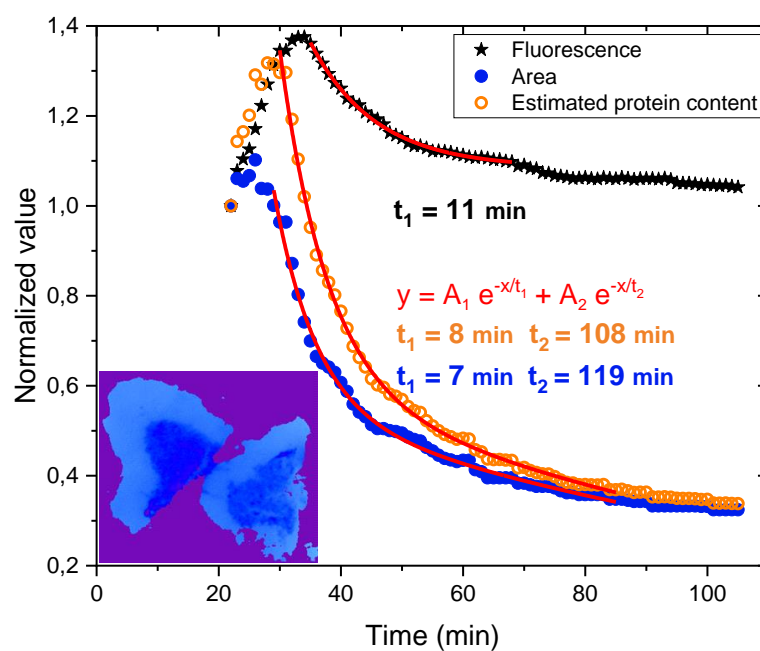 1,4
1,2
1,0
0,8
0,6
0,4
0,2
Normalized value
Fluorescence
Area
Estimated protein content
t₁ = 11 min
y = A₁ e^-x/t₁ + A₂ e^-x/t₂
t₁ = 8 min t₂ = 108 min
t₁ = 7 min t₂ = 119 min
0 20 40 60 80 100
Time (min)